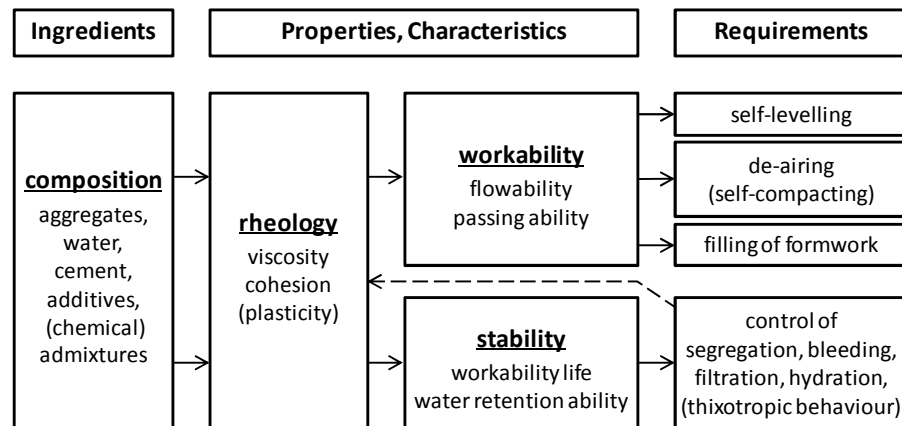 Ingredients
Properties, Characteristics
Requirements
composition
aggregates,
water,
cement,
additives,
(chemical)
admixtures
rheology
viscosity
cohesion
(plasticity)
workability
flowability
passing ability
stability
workability life
water retention ability
self-levelling
de-airing
(self-compacting)
filling of formwork
control of
segregation, bleeding,
filtration, hydration,
(thixotropic behaviour)